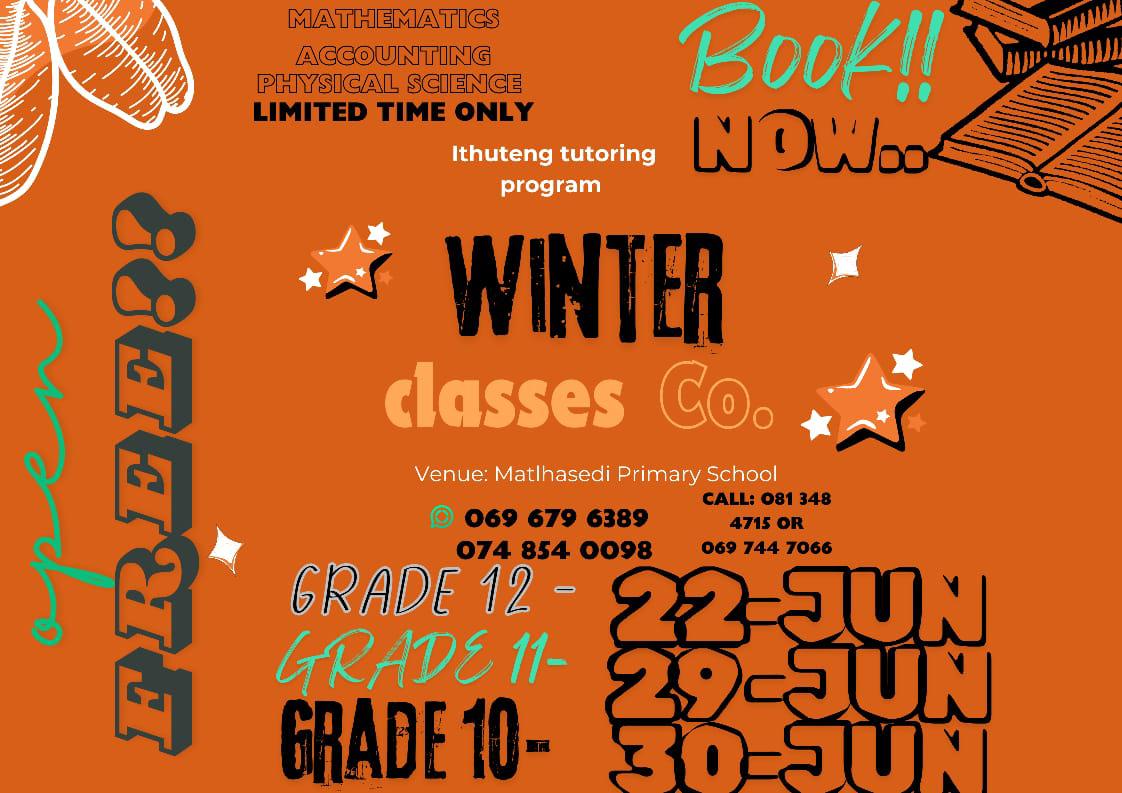 MATHEMATICS
ACCOUNTING
PHYSICAL SCIENCE
LIMITED TIME ONLY
Book!!
NOW..
Ithuteng tutoring
program
open
FREE!!
WINTER
classes Co.
Venue: Matlhasedi Primary School
069 679 6389
074 854 0098
CALL: 081 348
4715 OR
069 744 7066
GRADE 12 - 22-JUN
GRADE 11- 29-JUN
GRADE 10- 30-JUN